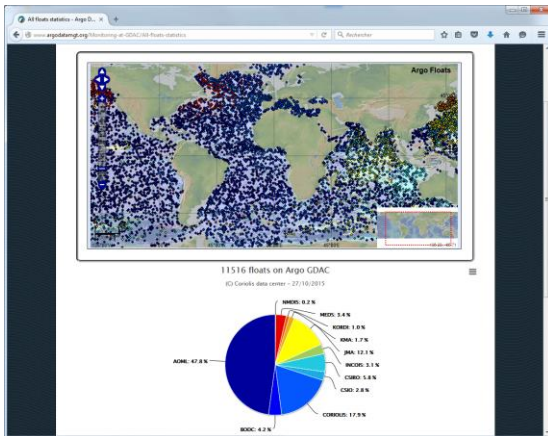 All floats statistics - Argo D...
www.argodatamgt.org/Monitoring-at-GDAC/All-floats-statistics
Rechercher
Argo Floats
11516 floats on Argo GDAC
(C) Coriolis data center - 27/10/2015
NMDIS: 0.2 %
MEDS: 3.4 %
KORDI: 1.0 %
KMA: 1.7 %
JMA: 12.1 %
INCOIS: 3.1 %
CSIRO: 5.8 %
CSIO: 2.8 %
CORIOLIS: 17.9 %
BODC: 4.2 %
AOML: 47.8 %